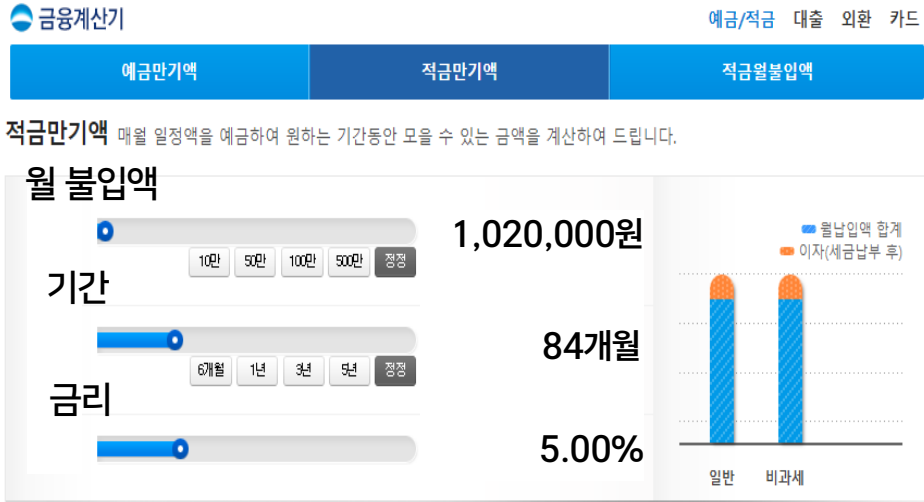 금융계산기
예금/적금 대출 외환 카드
예금만기액 적금만기액 적금월불입액
적금만기액 매월 일정액을 예금하여 원하는 기간동안 모을 수 있는 금액을 계산하여 드립니다.
월 불입액
1,020,000원
10만 50만 100만 500만 정정
기간
84개월
6개월 1년 3년 5년 정정
금리
5.00%
월납입액 합계
이자(세금납부 후)
일반 비과세